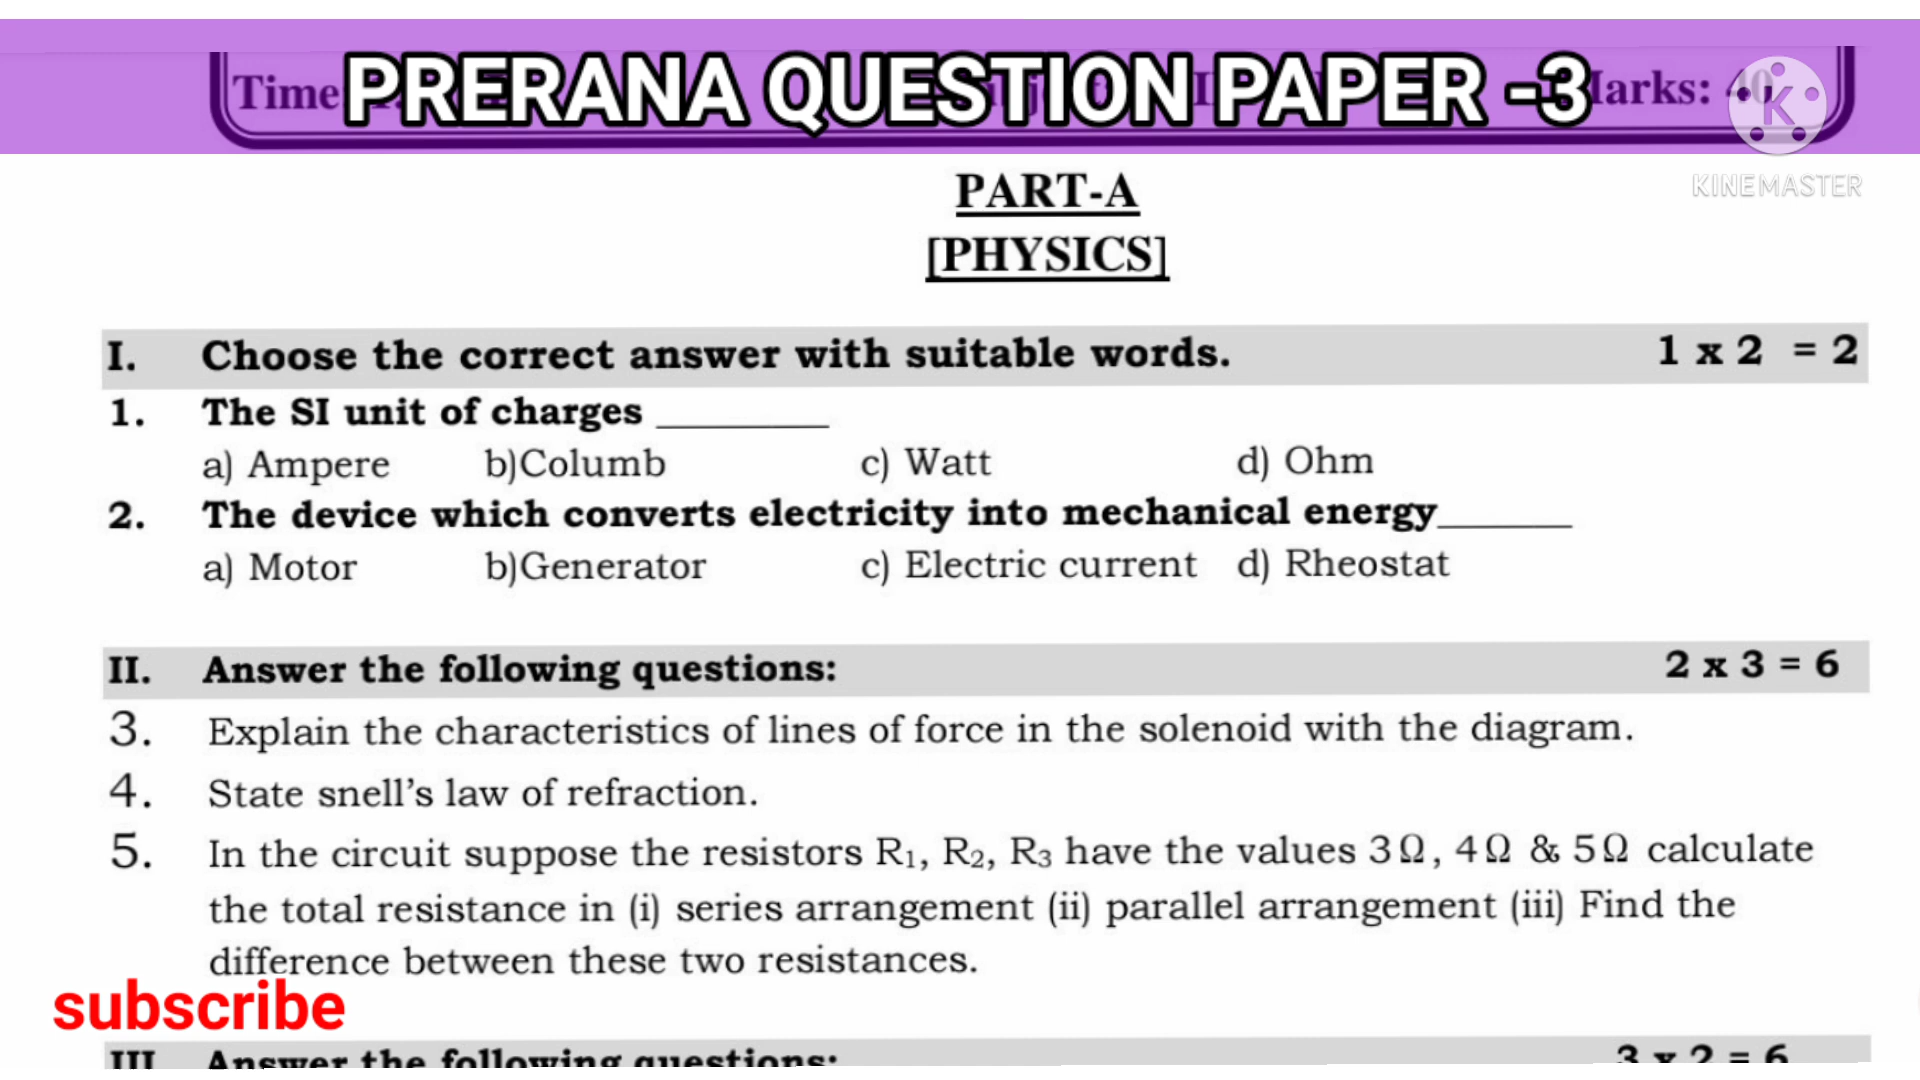 PRERANA QUESTION PAPER -3
Time
Marks: 40
KINEMASTER
PART-A
[PHYSICS]
I. Choose the correct answer with suitable words. 1 x 2 = 2
1. The SI unit of charges ________
a) Ampere b)Columb c) Watt d) Ohm
2. The device which converts electricity into mechanical energy______
a) Motor b)Generator c) Electric current d) Rheostat
II. Answer the following questions: 2 x 3 = 6
3. Explain the characteristics of lines of force in the solenoid with the diagram.
4. State snell’s law of refraction.
5. In the circuit suppose the resistors R₁, R₂, R₃ have the values 3Ω, 4Ω & 5Ω calculate
the total resistance in (i) series arrangement (ii) parallel arrangement (iii) Find the
difference between these two resistances.
subscribe
III Answer the following questions: 3 x 2 = 6